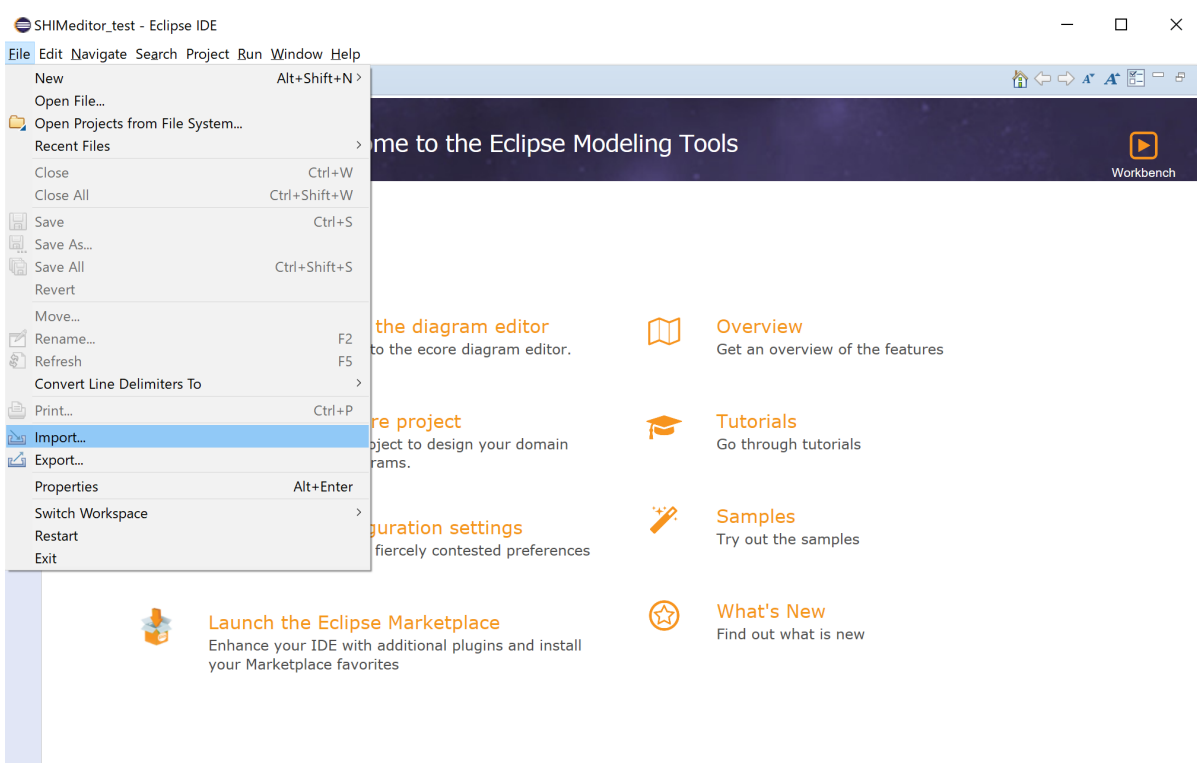 SHIMeditor_test - Eclipse IDE
File Edit Navigate Search Project Run Window Help
New Alt+Shift+N
Open File...
Open Projects from File System...
Recent Files
Close Ctrl+W
Close All Ctrl+Shift+W
Save Ctrl+S
Save As...
Save All Ctrl+Shift+S
Revert
Move...
Rename... F2
Refresh F5
Convert Line Delimiters To
Print... Ctrl+P
Import...
Export...
Properties Alt+Enter
Switch Workspace
Restart
Exit
me to the Eclipse Modeling Tools
Workbench
the diagram editor
to the ecore diagram editor.
re project
ject to design your domain
rams.
guration settings
fiercely contested preferences
Launch the Eclipse Marketplace
Enhance your IDE with additional plugins and install
your Marketplace favorites
Overview
Get an overview of the features
Tutorials
Go through tutorials
Samples
Try out the samples
What's New
Find out what is new